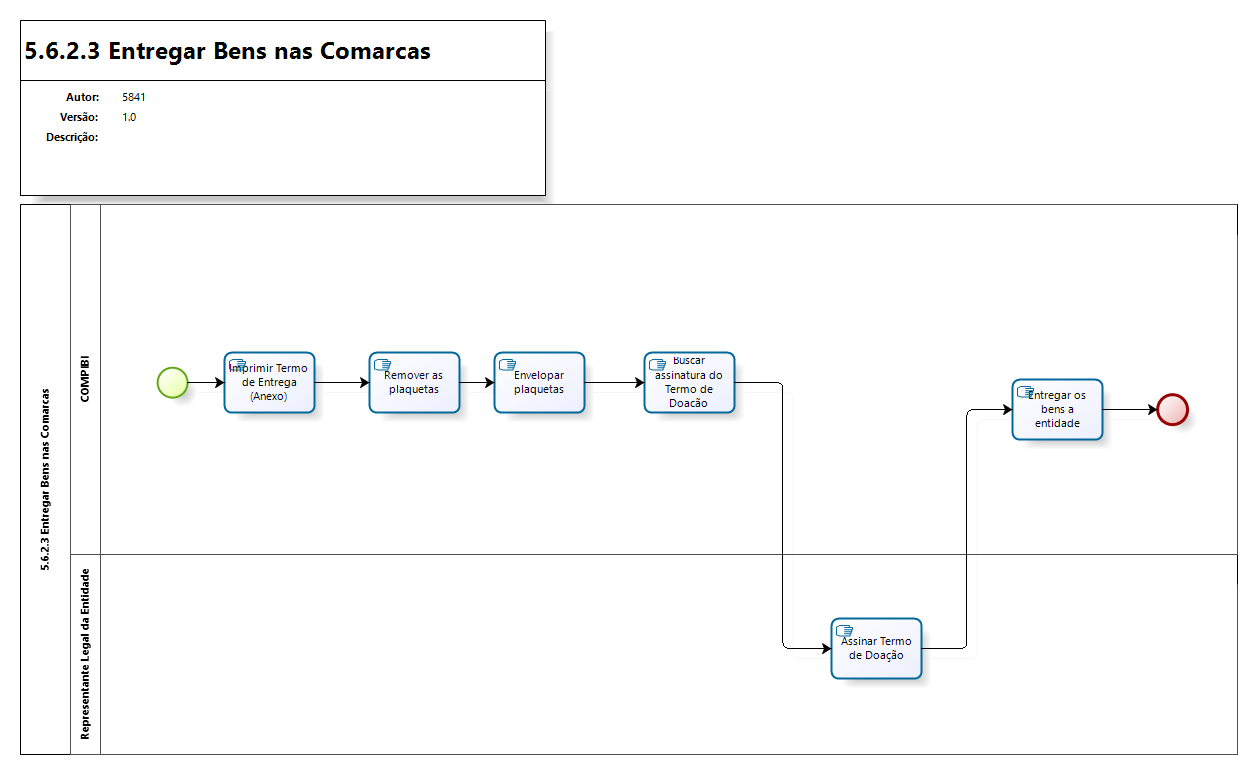 5.6.2.3 Entregar Bens nas Comarcas
Autor: 5841
Versão: 1.0
Descrição:
5.6.2.3 Entregar Bens nas Comarcas
COMPIBI
Imprimir Termo
de Entrega
(Anexo)
Remover as
plaquetas
Envelopar
plaquetas
Buscar
assinatura do
Termo de
Doação
Entregar os
bens a
entidade
Representante Legal da Entidade
Assinar Termo
de Doação